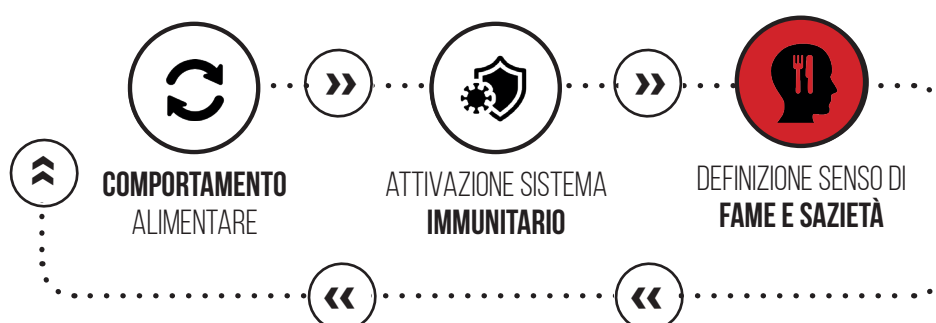 COMPORTAMENTO
ALIMENTARE
ATTIVAZIONE SISTEMA
IMMUNITARIO
DEFINIZIONE SENSO DI
FAME E SAZIETÀ